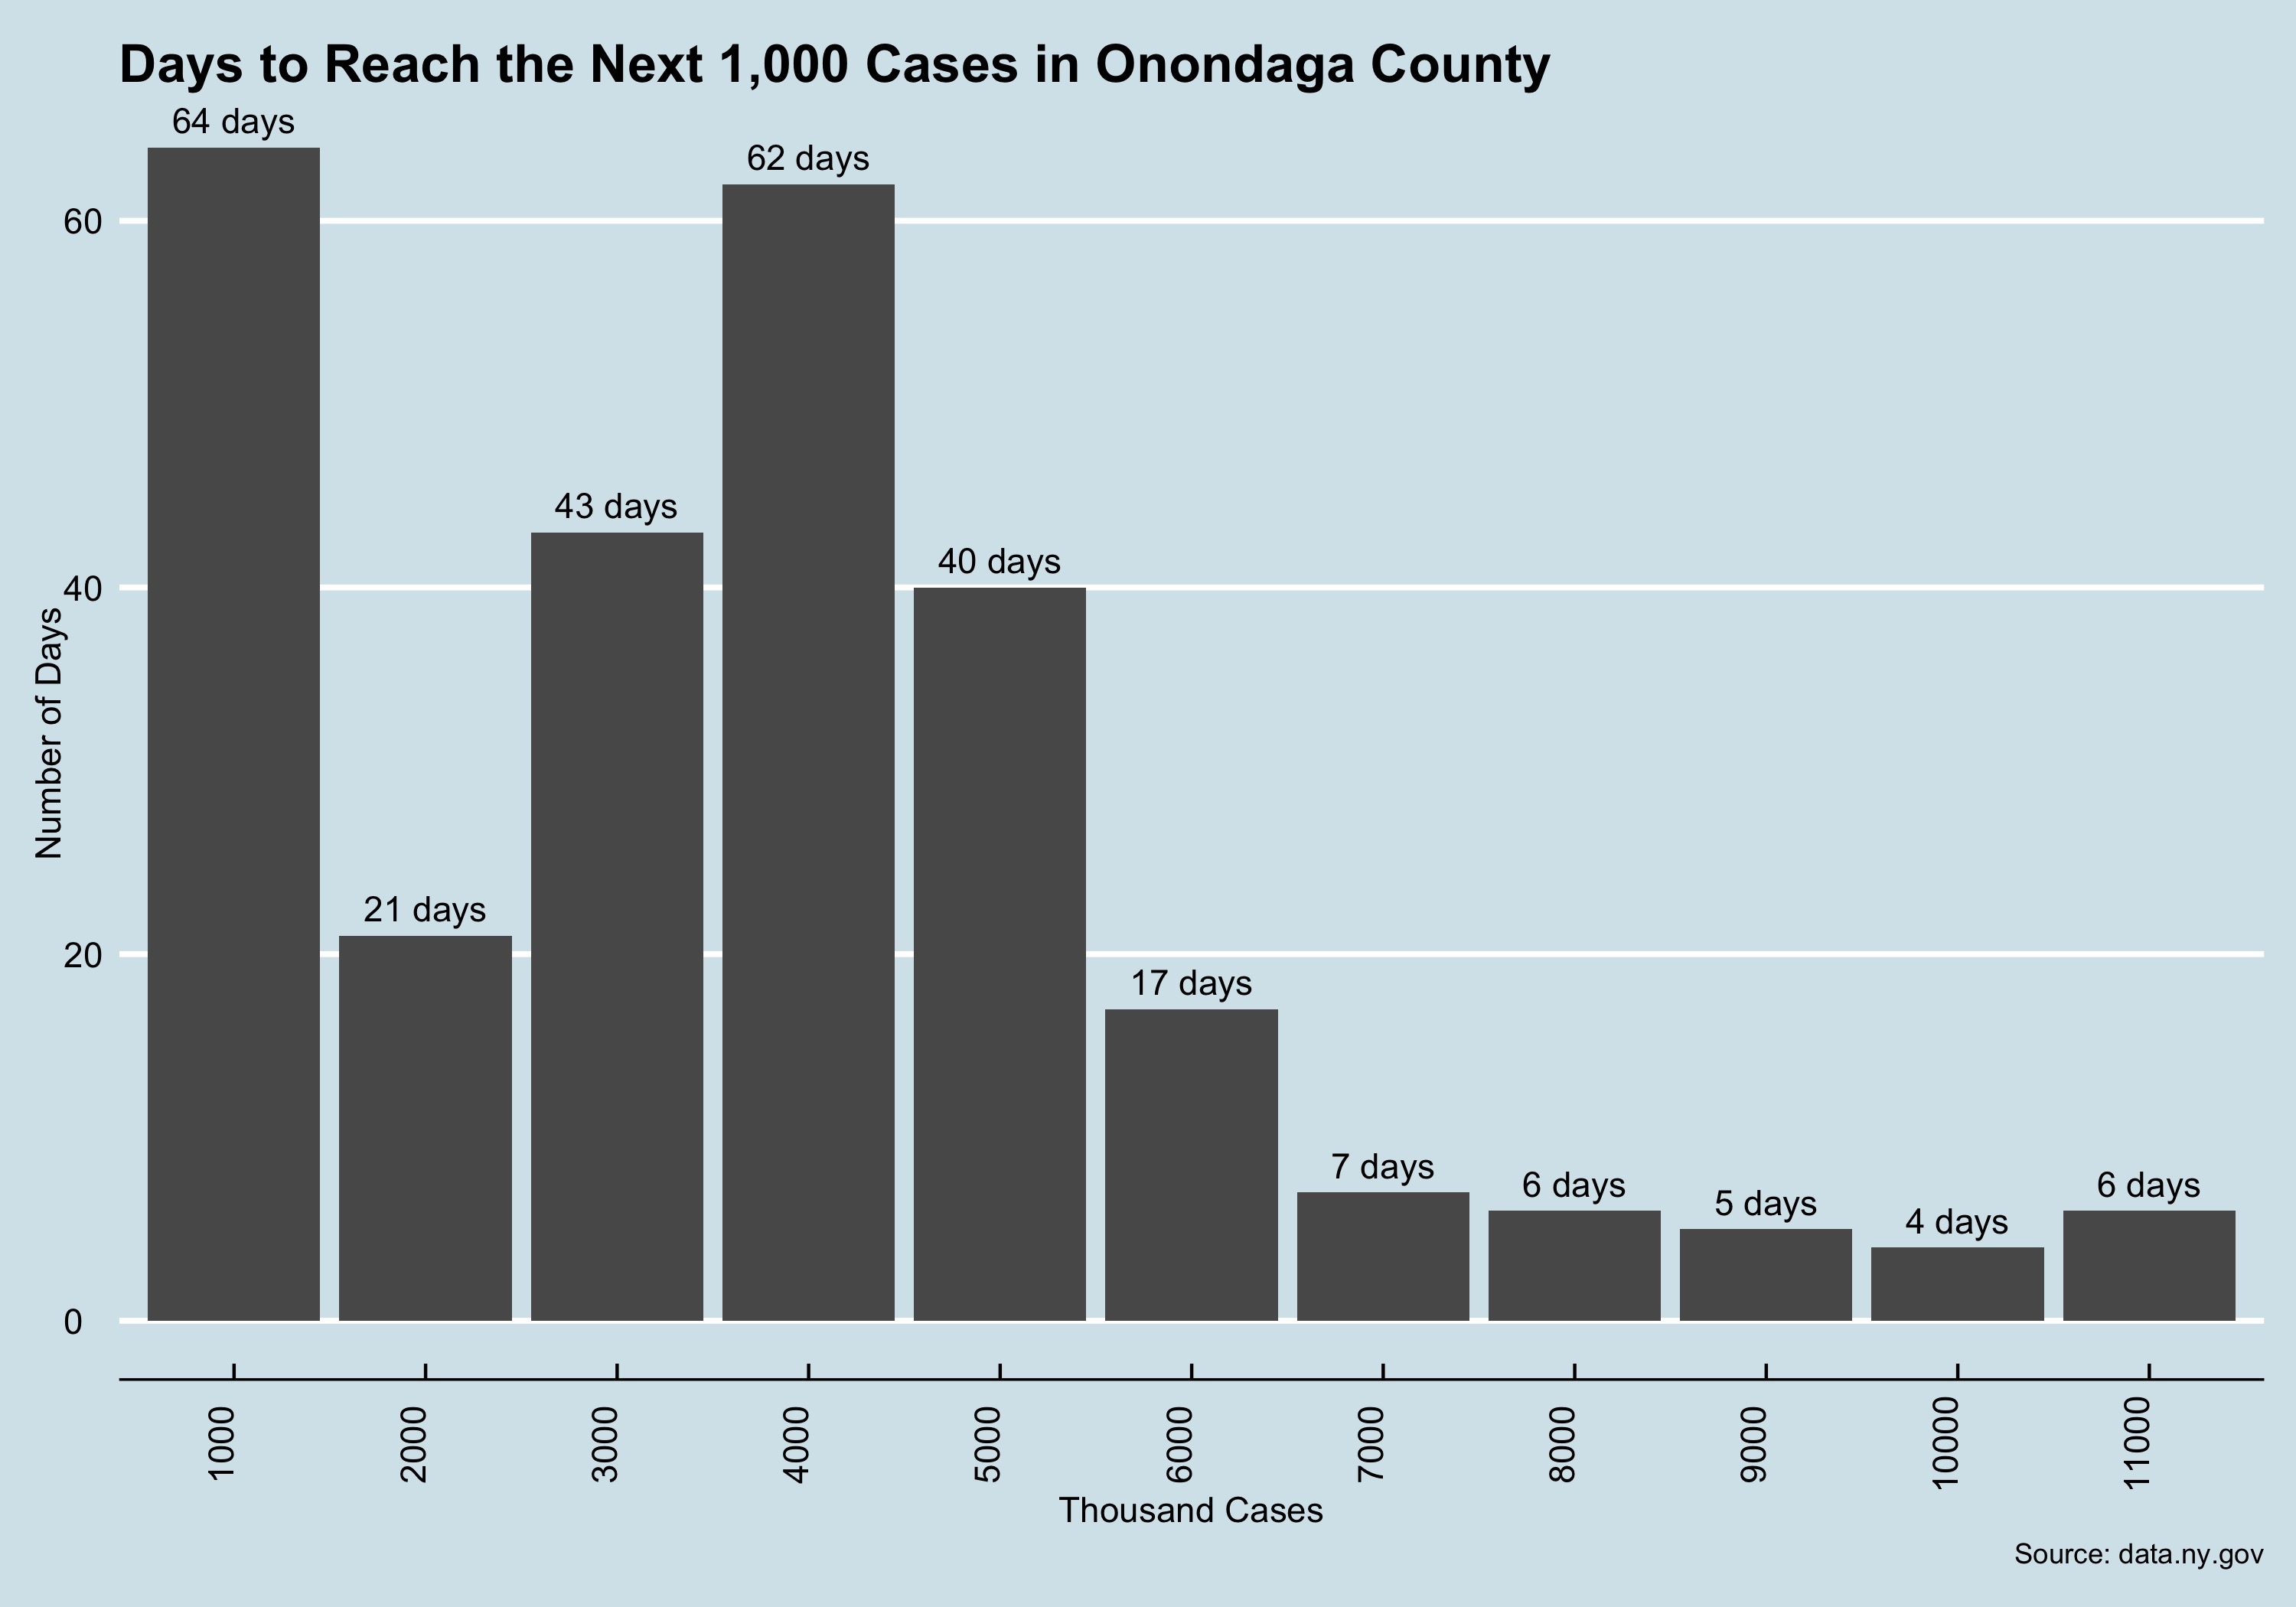 Days to Reach the Next 1,000 Cases in Onondaga County
64 days
62 days
60
43 days
40 days
40
Number of Days
21 days
20
17 days
7 days
6 days
5 days
4 days
6 days
0
1000
2000
3000
4000
5000
6000
7000
8000
9000
10000
11000
Thousand Cases
Source: data.ny.gov